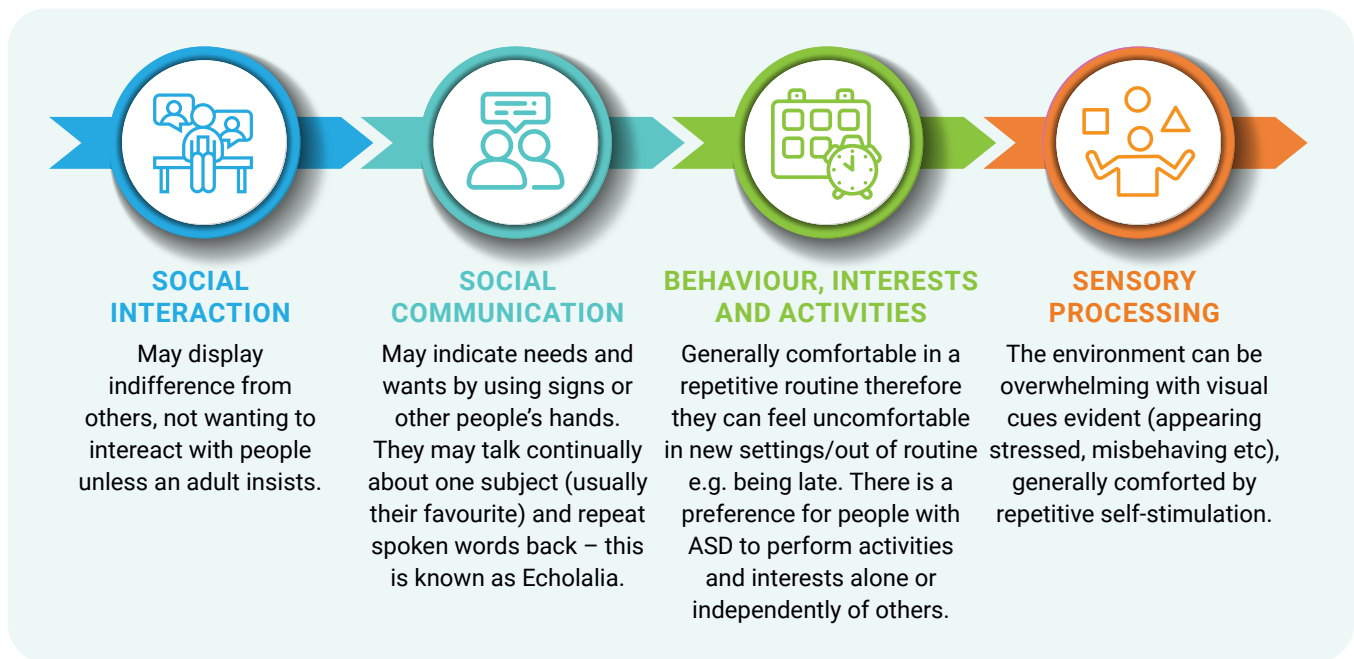 SOCIAL
INTERACTION
May display
indifference from
others, not wanting to
intereact with people
unless an adult insists.
SOCIAL
COMMUNICATION
May indicate needs and
wants by using signs or
other people's hands.
They may talk continually
about one subject (usually
their favourite) and repeat
spoken words back – this
is known as Echolalia.
BEHAVIOUR, INTERESTS
AND ACTIVITIES
Generally comfortable in a
repetitive routine therefore
they can feel uncomfortable
in new settings/out of routine
e.g. being late. There is a
preference for people with
ASD to perform activities
and interests alone or
independently of others.
SENSORY
PROCESSING
The environment can be
overwhelming with visual
cues evident (appearing
stressed, misbehaving etc),
generally comforted by
repetitive self-stimulation.